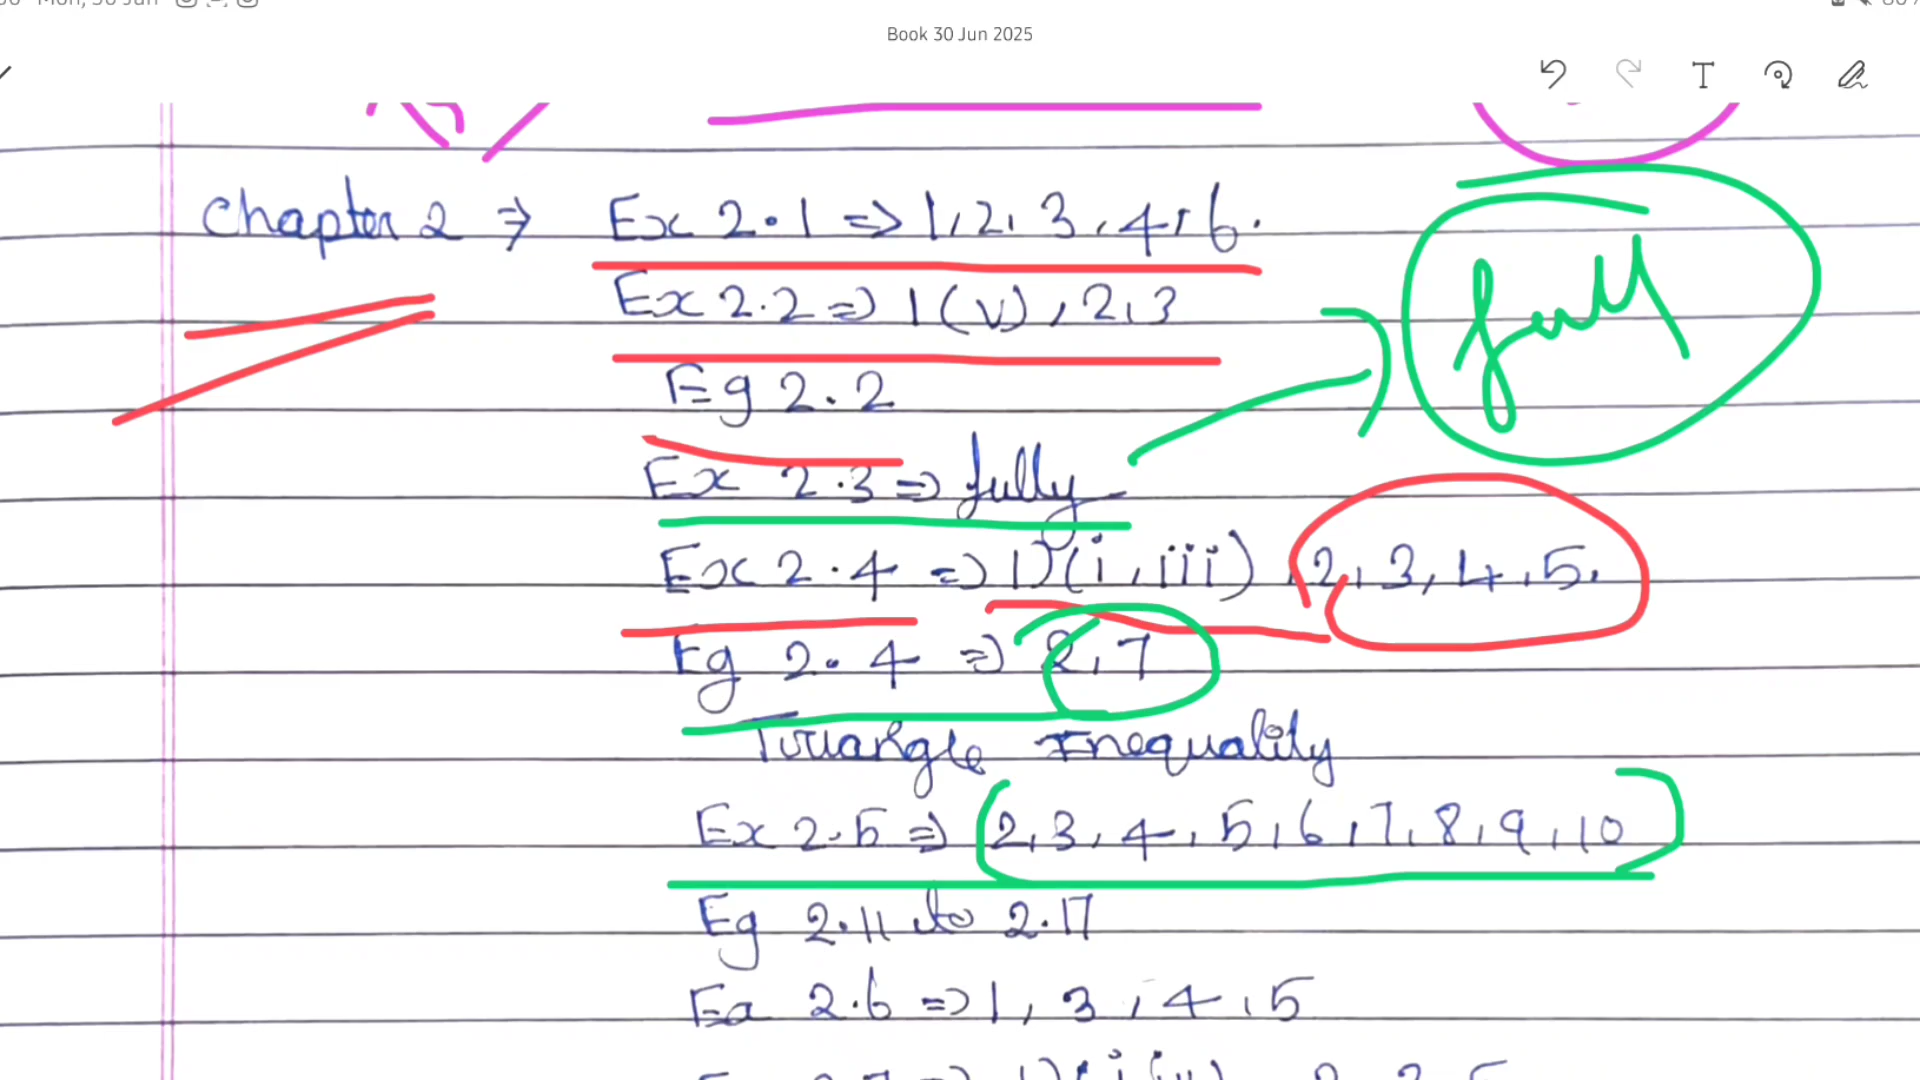 Mon, 30 Jun
Book 30 Jun 2025
T
Chapter 2 ⇒ Ex 2.1 ⇒ 1, 2, 3, 4, 6.
Ex 2.2 ⇒ 1(v), 2, 3
full
Eg 2.2
Ex 2.3 ⇒ fully
Ex 2.4 ⇒ 1)(i, iii), 2, 3, 4, 5.
Eg 2.4 ⇒ 2, 7
Triangle Inequality
Ex 2.5 ⇒ 2, 3, 4, 5, 6, 7, 8, 9, 10
Eg 2.11 to 2.17
Ex 2.6 ⇒ 1, 3, 4, 5